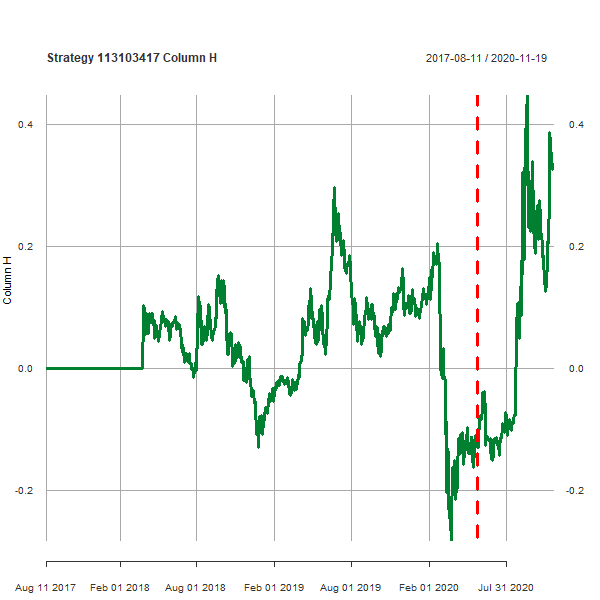 Strategy 113103417 Column H
2017-08-11 / 2020-11-19
0.4
0.4
0.2
0.2
Column H
0.0
0.0
-0.2
-0.2
Aug 11 2017
Feb 01 2018
Aug 01 2018
Feb 01 2019
Aug 01 2019
Feb 01 2020
Jul 31 2020